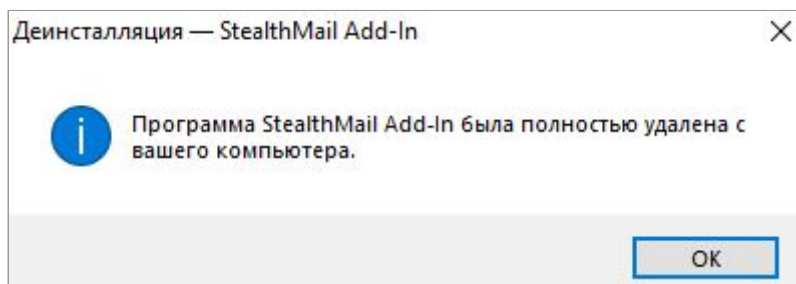 Деинсталляция — StealthMail Add-In
Программа StealthMail Add-In была полностью удалена с
вашего компьютера.
OK